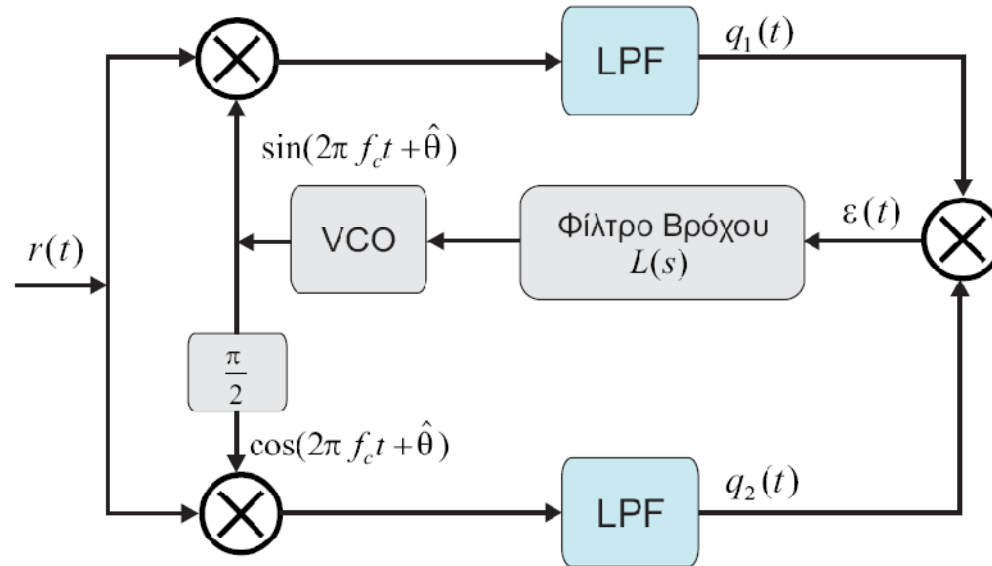 LPF
q₁(t)
sin(2π f_c t + θ̂)
VCO
Φίλτρο Βρόχου
L(s)
ε(t)
r(t)
π/2
cos(2π f_c t + θ̂)
LPF
q₂(t)